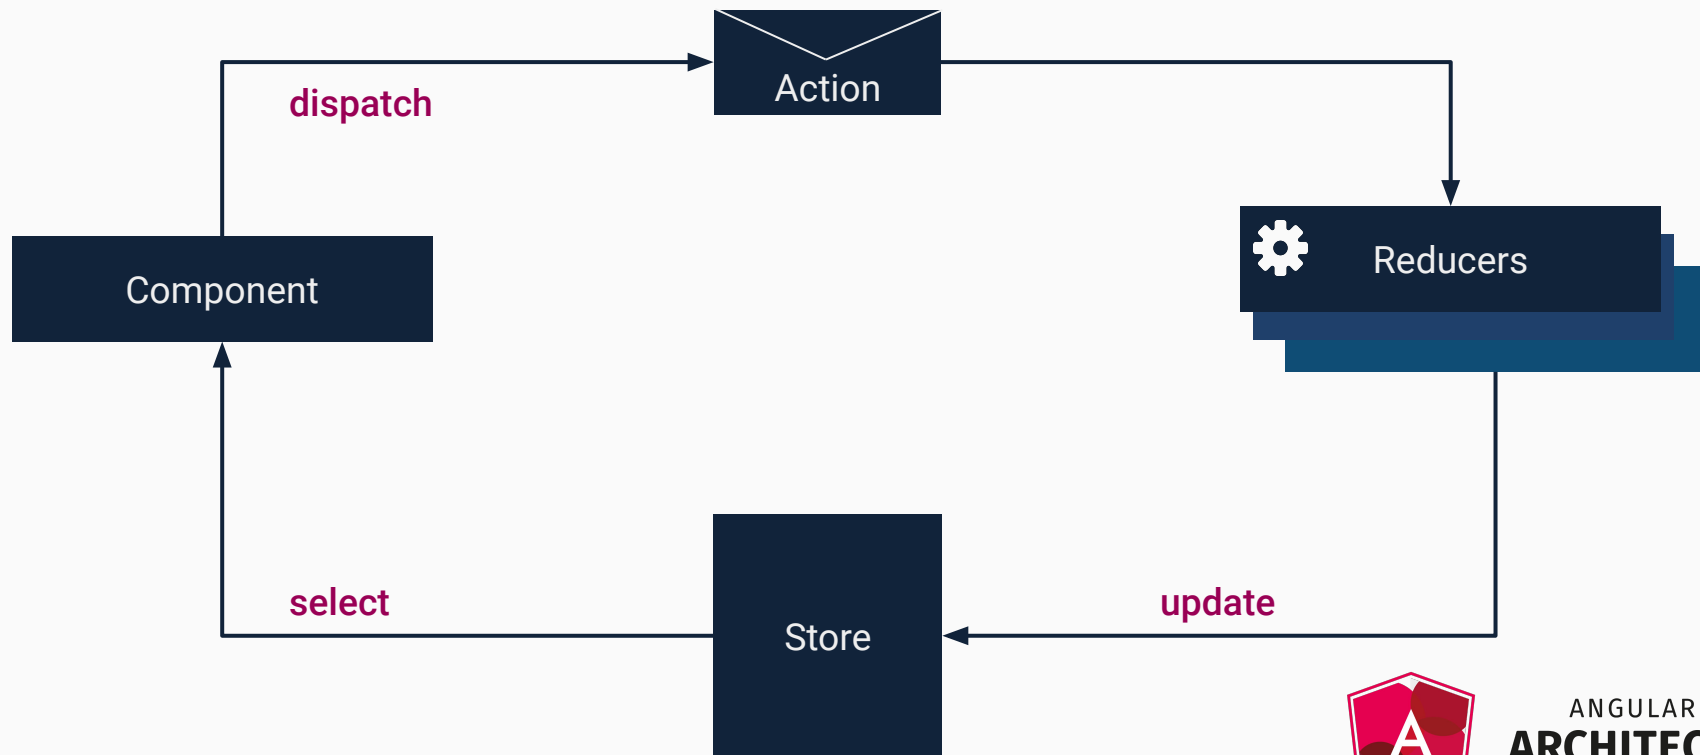 Action
dispatch
Reducers
Component
select
update
Store
ANGULAR